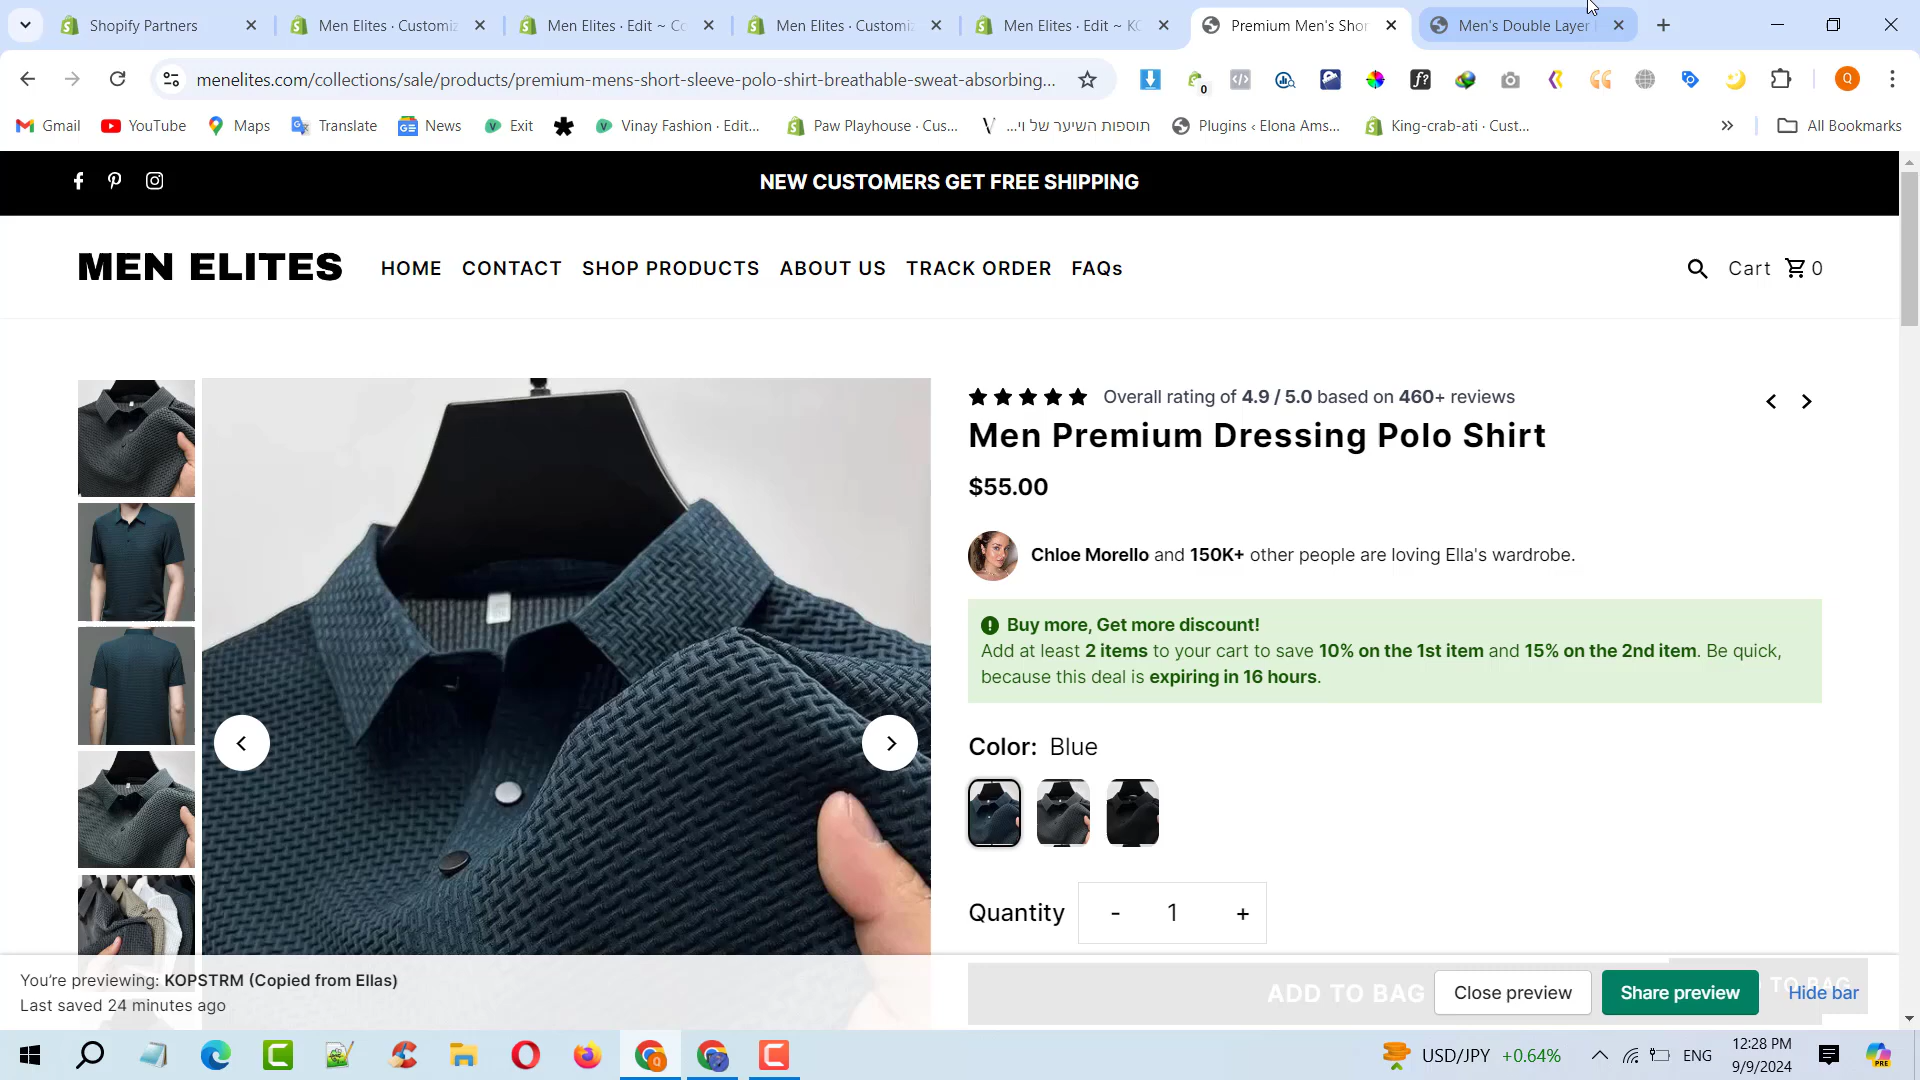 Shopify Partners
Men Elites · Customiz
Men Elites · Edit ~ Co
Men Elites · Customiz
Men Elites · Edit ~ KO
Premium Men's Shor
Men's Double Layer
menelites.com/collections/sale/products/premium-mens-short-sleeve-polo-shirt-breathable-sweat-absorbing...
0
Q
Gmail
YouTube
Maps
Translate
News
Exit
Vinay Fashion · Edit...
Paw Playhouse · Cus...
תוספות השיער של וי...
Plugins ‹ Elona Ams...
King-crab-ati · Cust...
All Bookmarks
NEW CUSTOMERS GET FREE SHIPPING
MEN ELITES
HOME
CONTACT
SHOP PRODUCTS
ABOUT US
TRACK ORDER
FAQs
Cart
0
Overall rating of 4.9 / 5.0 based on 460+ reviews
Men Premium Dressing Polo Shirt
$55.00
Chloe Morello and 150K+ other people are loving Ella's wardrobe.
Buy more, Get more discount!
Add at least 2 items to your cart to save 10% on the 1st item and 15% on the 2nd item. Be quick,
because this deal is expiring in 16 hours.
Color: Blue
Quantity
- 1 +
You're previewing: KOPSTRM (Copied from Ellas)
Last saved 24 minutes ago
ADD TO BAG
Close preview
Share preview
TO BAG
Hide bar
USD/JPY +0.64%
ENG
12:28 PM
9/9/2024
PRE